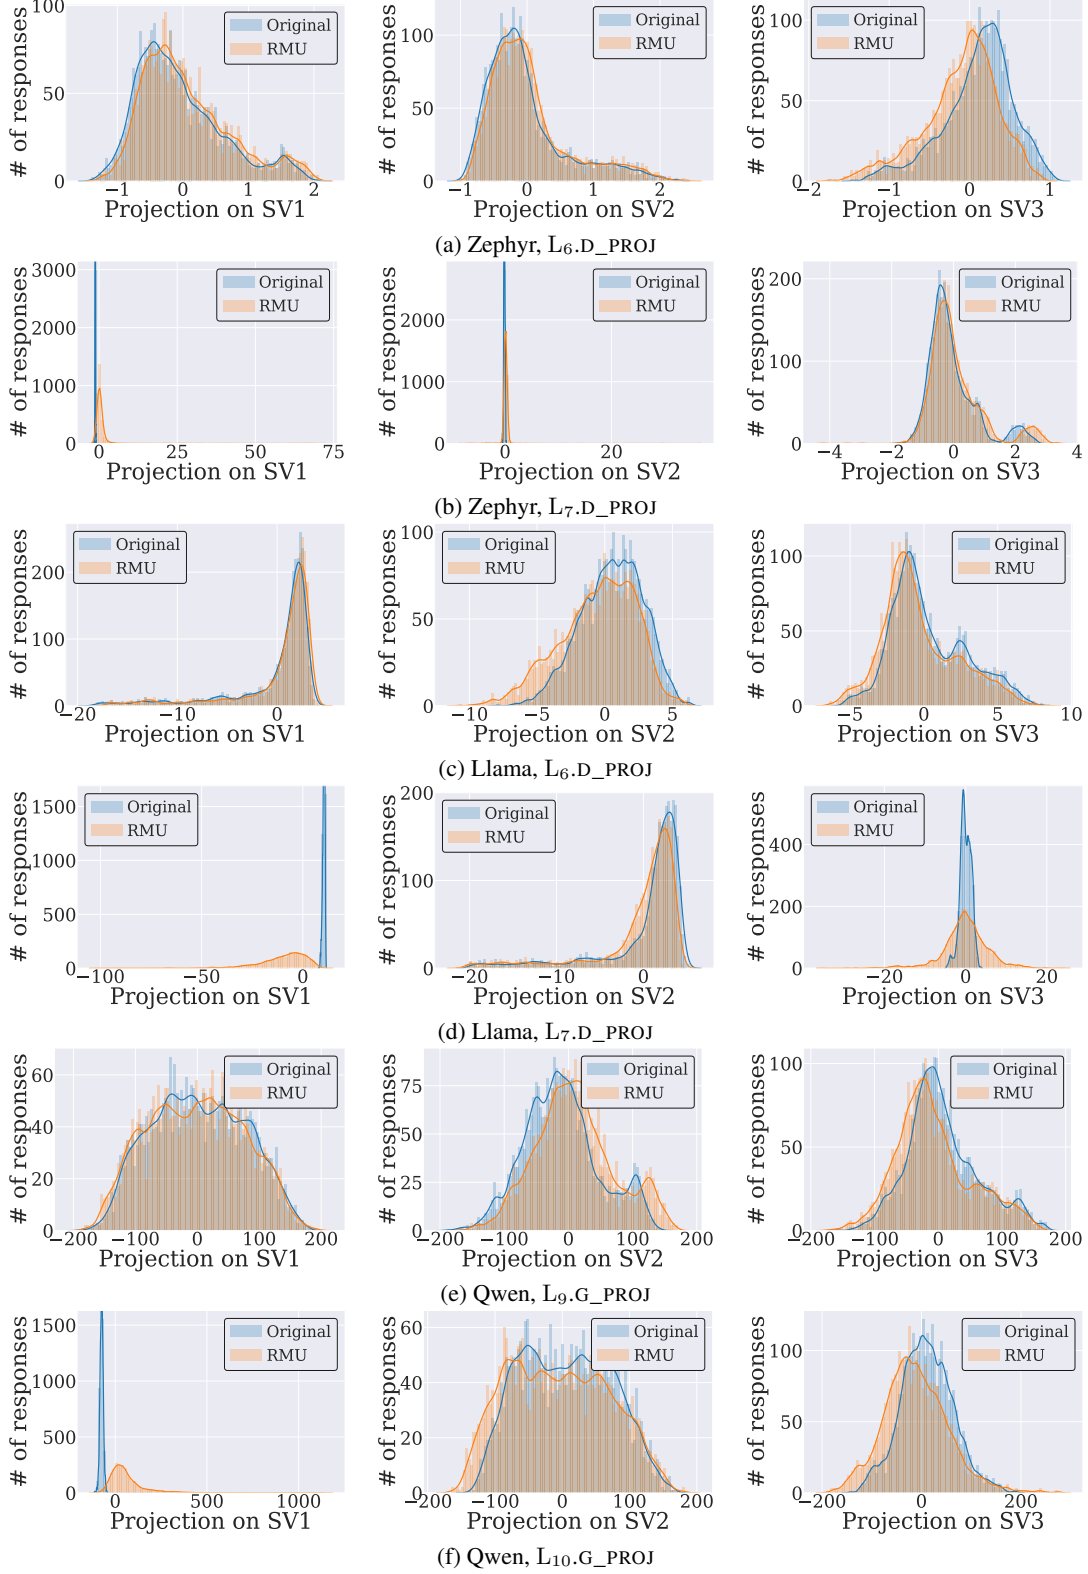 # of responses
100
50
0
−1 0 1 2
Projection on SV1
Original
RMU
# of responses
100
50
0
−1 0 1 2
Projection on SV2
Original
RMU
# of responses
100
50
0
−2 −1 0 1
Projection on SV3
Original
RMU
(a) Zephyr, L6.D_PROJ
# of responses
3000
2000
1000
0
0 25 50 75
Projection on SV1
Original
RMU
# of responses
2000
1000
0
0 20
Projection on SV2
Original
RMU
# of responses
200
100
0
−4 −2 0 2 4
Projection on SV3
Original
RMU
(b) Zephyr, L7.D_PROJ
# of responses
200
100
0
−20 −10 0
Projection on SV1
Original
RMU
# of responses
100
75
50
25
0
−10 −5 0 5
Projection on SV2
Original
RMU
# of responses
100
50
0
−5 0 5 10
Projection on SV3
Original
RMU
(c) Llama, L6.D_PROJ
# of responses
1500
1000
500
0
−100 −50 0
Projection on SV1
Original
RMU
# of responses
200
100
0
−20 −10 0
Projection on SV2
Original
RMU
# of responses
400
200
0
−20 0 20
Projection on SV3
Original
RMU
(d) Llama, L7.D_PROJ
# of responses
60
40
20
0
−200 −100 0 100 200
Projection on SV1
Original
RMU
# of responses
75
50
25
0
−200 −100 0 100 200
Projection on SV2
Original
RMU
# of responses
100
50
0
−200 −100 0 100 200
Projection on SV3
Original
RMU
(e) Qwen, L9.G_PROJ
# of responses
1500
1000
500
0
0 500 1000
Projection on SV1
Original
RMU
# of responses
60
40
20
0
−200 −100 0 100 200
Projection on SV2
Original
RMU
# of responses
100
50
0
−200 0 200
Projection on SV3
Original
RMU
(f) Qwen, L10.G_PROJ